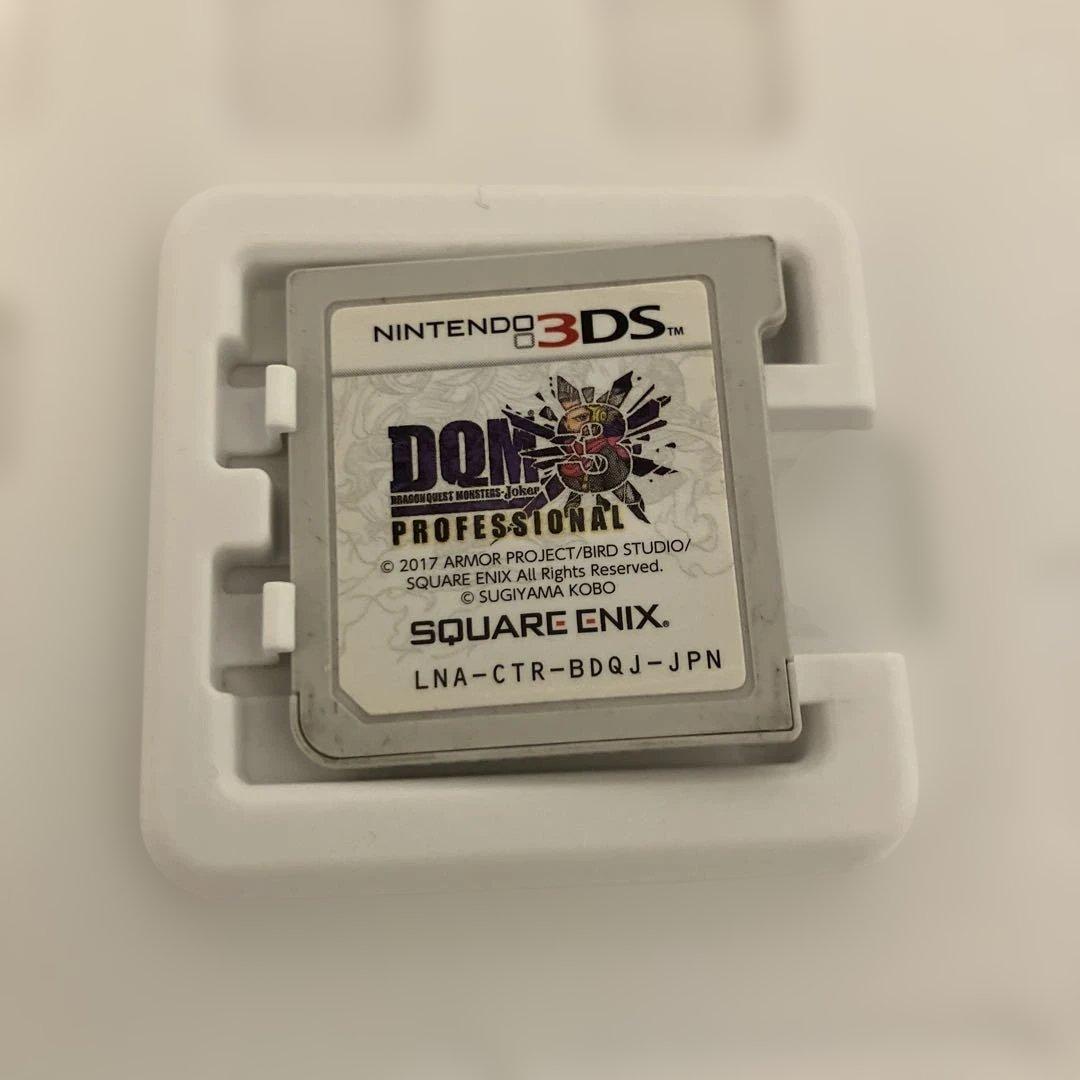 NINTENDO 3DS™
DQM
J
3
DRAGON QUEST MONSTERS-Joker
PROFESSIONAL
© 2017 ARMOR PROJECT/BIRD STUDIO/
SQUARE ENIX All Rights Reserved.
© SUGIYAMA KOBO
SQUARE ENIX®
LNA-CTR-BDQJ-JPN